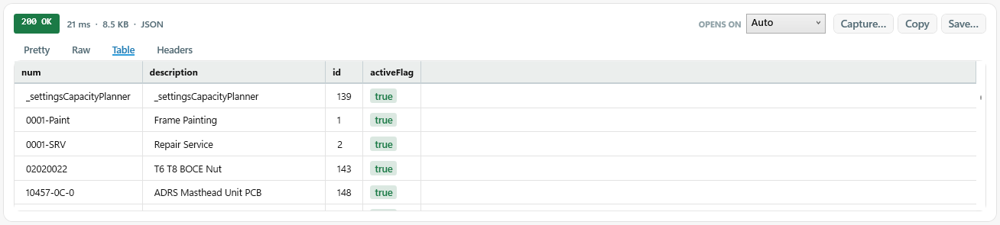 200 OK 21 ms · 8.5 KB · JSON OPENS ON Auto Capture... Copy Save...
Pretty Raw Table Headers
num description id activeFlag
_settingsCapacityPlanner _settingsCapacityPlanner 139 true
0001-Paint Frame Painting 1 true
0001-SRV Repair Service 2 true
02020022 T6 T8 BOCE Nut 143 true
10457-0C-0 ADRS Masthead Unit PCB 148 true